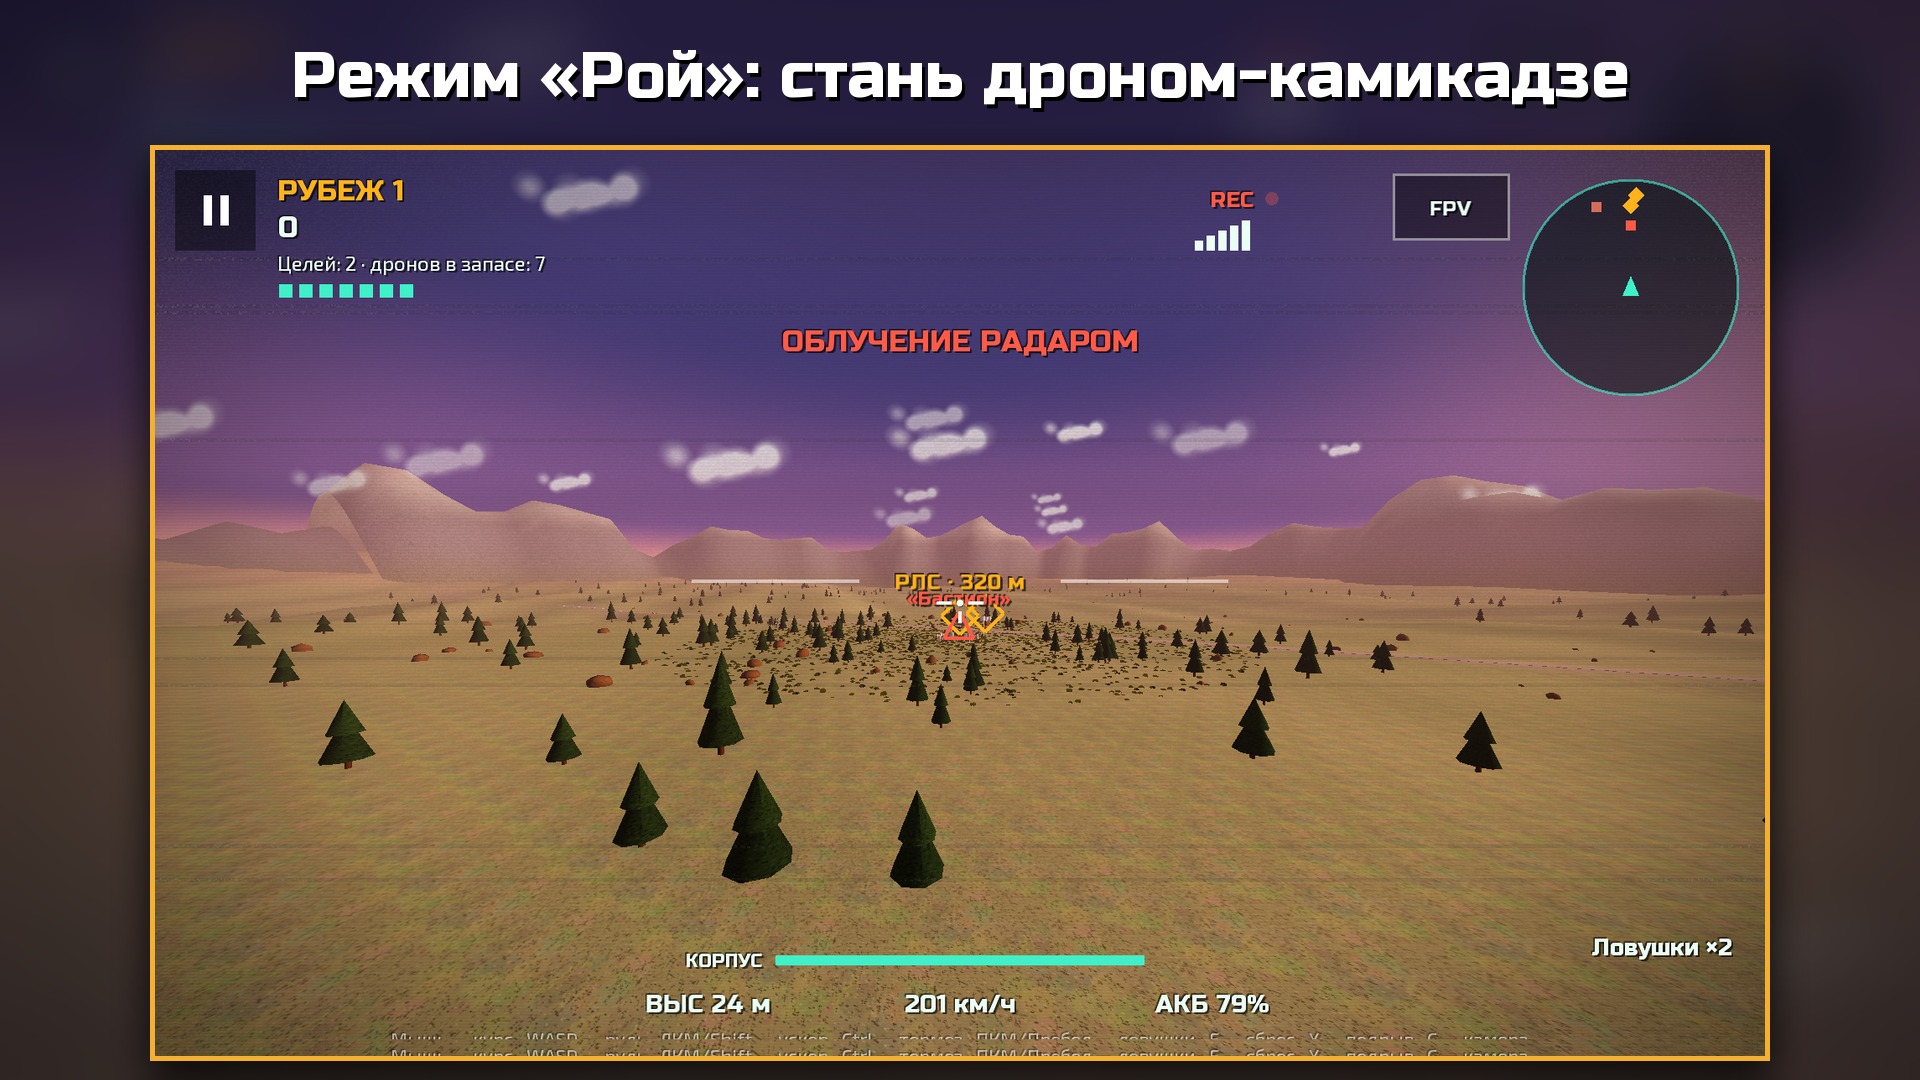 Режим «Рой»: стань дроном-камикадзе
РУБЕЖ 1
0
Целей: 2 · дронов в запасе: 7
REC
FPV
ОБЛУЧЕНИЕ РАДАРОМ
РЛС · 320 м
«Бастион»
Ловушки ×2
КОРПУС
ВЫС 24 м
201 км/ч
АКБ 79%